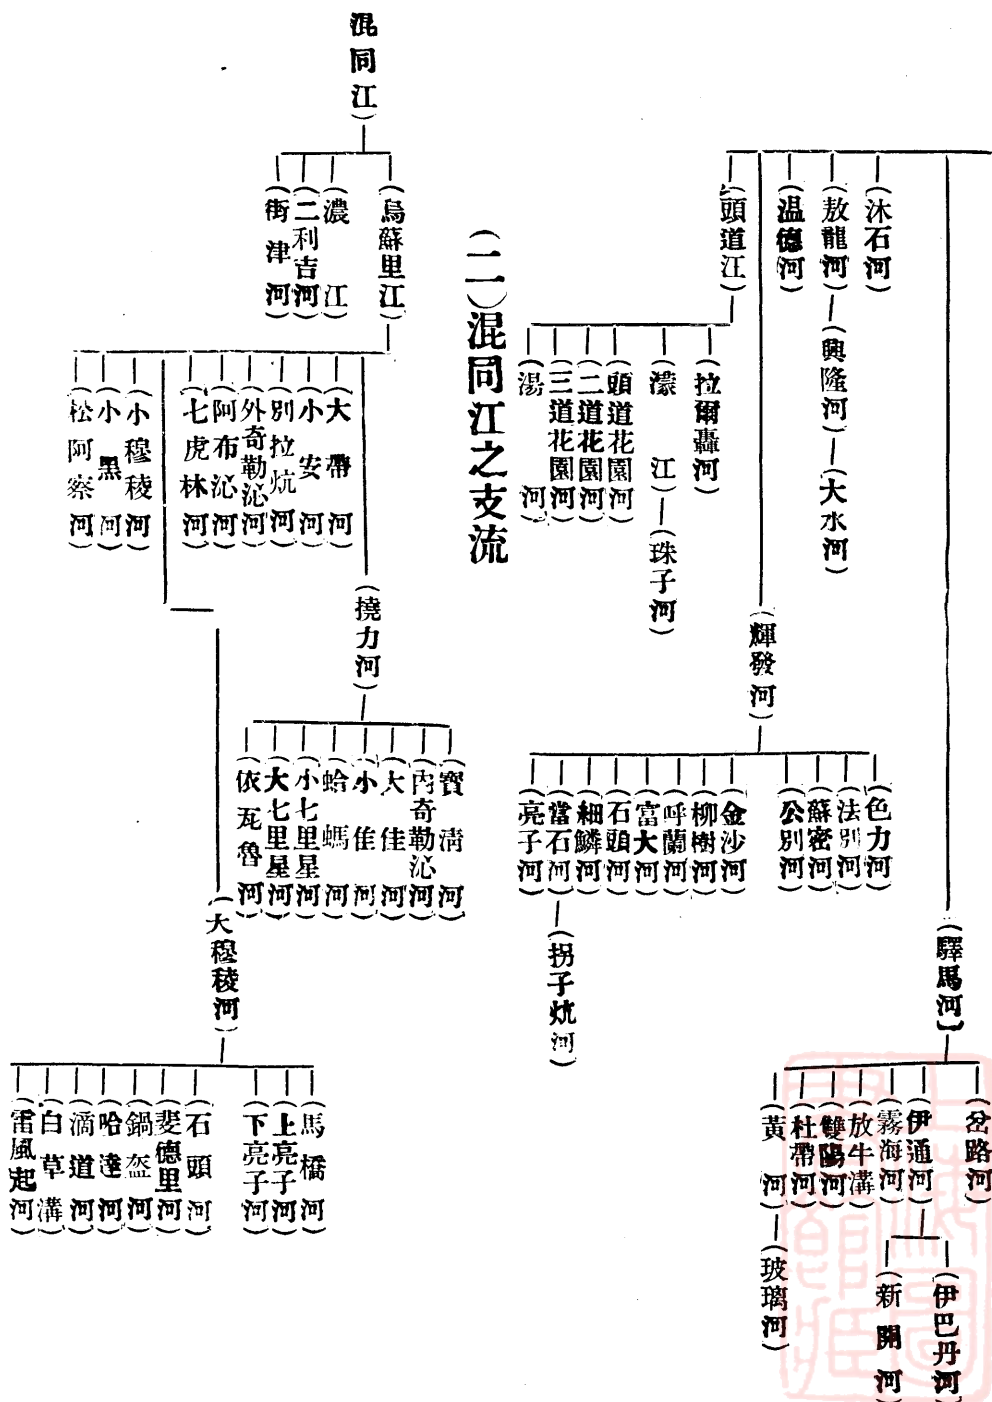 (沐石河)
(敖龍河)
(興隆河)
(大水河)
(温德河)
(頭道江)
(拉爾轟河)
(濛江)
(珠子河)
(頭道花園河)
(二道花園河)
(三道花園河)
(湯河)
(輝發河)
(色力河)
(法別河)
(蘇密河)
(公別河)
(金沙河)
(柳樹河)
(呼蘭河)
(富大河)
(石頭河)
(細鱗河)
(當石河)
(拐子炕河)
(亮子河)
(驛馬河)
(岔路河)
(伊通河)
(伊巴丹河)
(新開河)
(霧海河)
(放牛溝)
(雙陽河)
(杜帶河)
(黃河)
(玻璃河)
(二)混同江之支流
混同江)
(烏蘇里江)
(濃江)
(二利吉河)
(街津河)
(大帶河)
(小安河)
(別拉炕河)
(外奇勒沁河)
(阿布沁河)
(七虎林河)
(小穆稜河)
(小黑河)
(松阿察河)
(撓力河)
(寶清河)
(內奇勒沁河)
(大佳河)
(小佳河)
(蛤螞河)
(小七里星河)
(大七里星河)
(依瓦魯河)
(大穆稜河)
(馬橋河)
(上亮子河)
(下亮子河)
(石頭河)
(斐德里河)
(鍋盔河)
(哈達河)
(滴道河)
(白草溝)
(雷風起河)